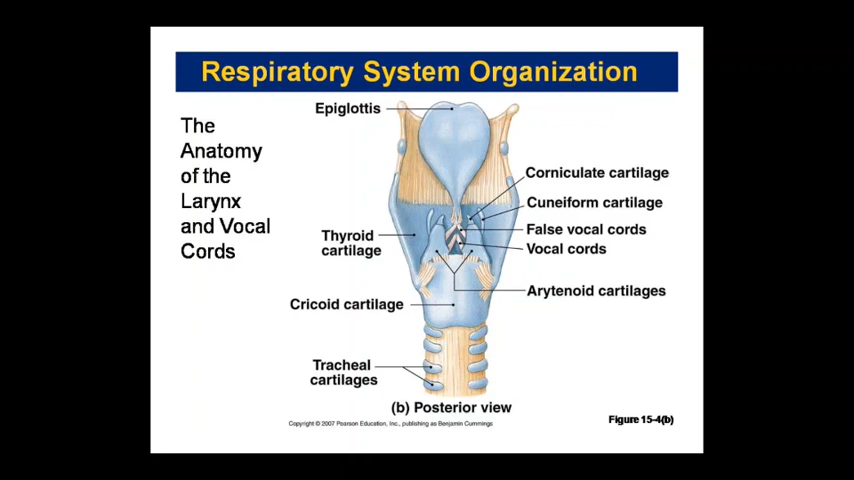 Respiratory System Organization
The
Anatomy
of the
Larynx
and Vocal
Cords
Epiglottis
Corniculate cartilage
Cuneiform cartilage
False vocal cords
Vocal cords
Thyroid
cartilage
Arytenoid cartilages
Cricoid cartilage
Tracheal
cartilages
(b) Posterior view
Copyright © 2007 Pearson Education, Inc., publishing as Benjamin Cummings
Figure 15-4(b)